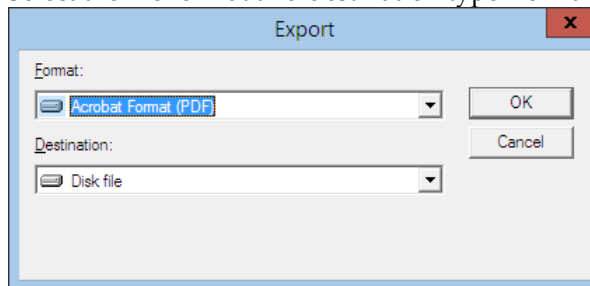 Export
x
Format:
Acrobat Format (PDF)
OK
Destination:
Cancel
Disk file